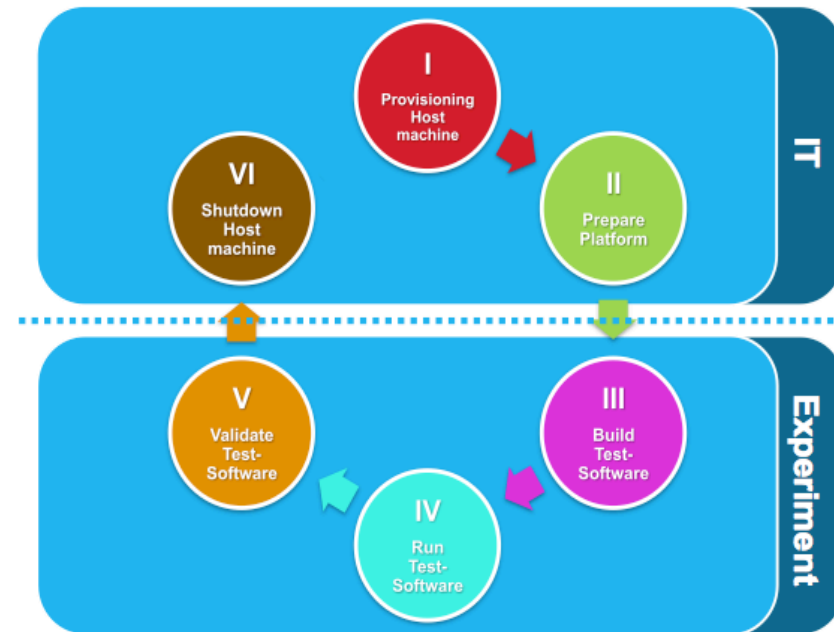 I
Provisioning
Host
machine
II
Prepare
Platform
VI
Shutdown
Host
machine
IT
III
Build
Test-
Software
IV
Run
Test-
Software
V
Validate
Test-
Software
Experiment